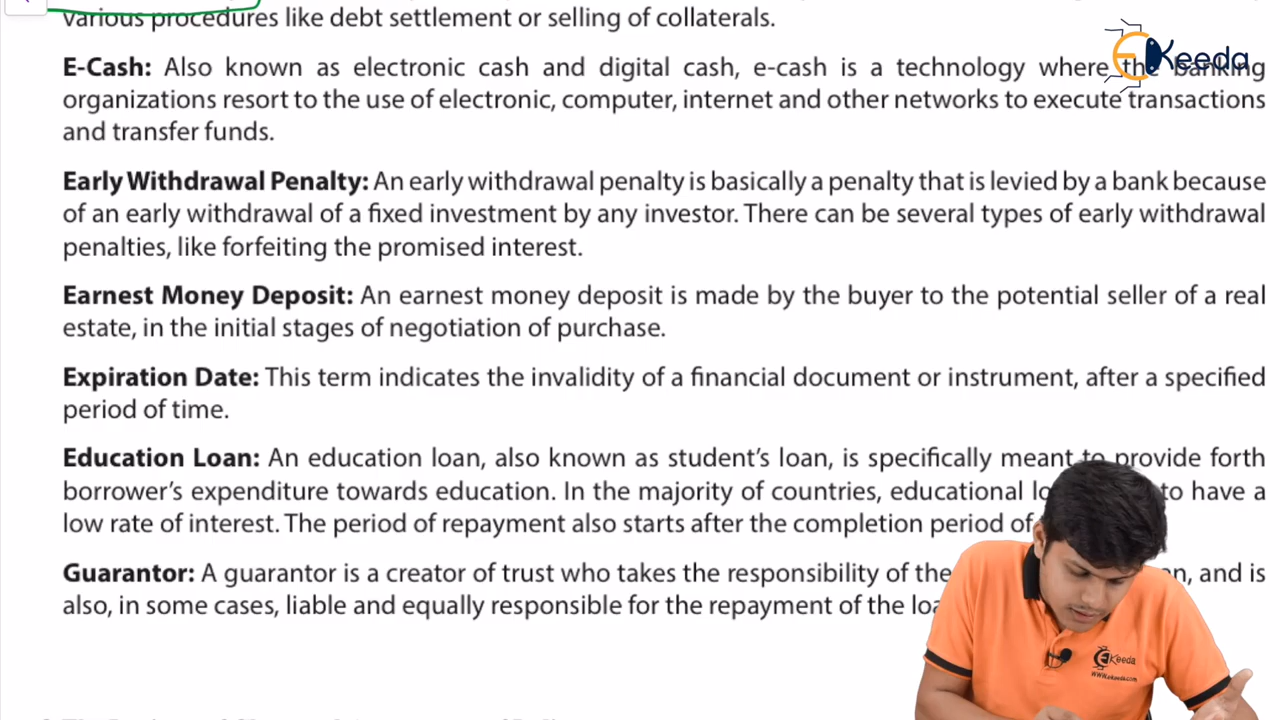 various procedures like debt settlement or selling of collaterals.
Keeda
E-Cash: Also known as electronic cash and digital cash, e-cash is a technology where the banking
organizations resort to the use of electronic, computer, internet and other networks to execute transactions
and transfer funds.
Early Withdrawal Penalty: An early withdrawal penalty is basically a penalty that is levied by a bank because
of an early withdrawal of a fixed investment by any investor. There can be several types of early withdrawal
penalties, like forfeiting the promised interest.
Earnest Money Deposit: An earnest money deposit is made by the buyer to the potential seller of a real
estate, in the initial stages of negotiation of purchase.
Expiration Date: This term indicates the invalidity of a financial document or instrument, after a specified
period of time.
Education Loan: An education loan, also known as student's loan, is specifically meant to provide forth
borrower's expenditure towards education. In the majority of countries, educational to have a
low rate of interest. The period of repayment also starts after the completion period of
Guarantor: A guarantor is a creator of trust who takes the responsibility of the and is
also, in some cases, liable and equally responsible for the repayment of the
Keeda
www.ekeeda.com